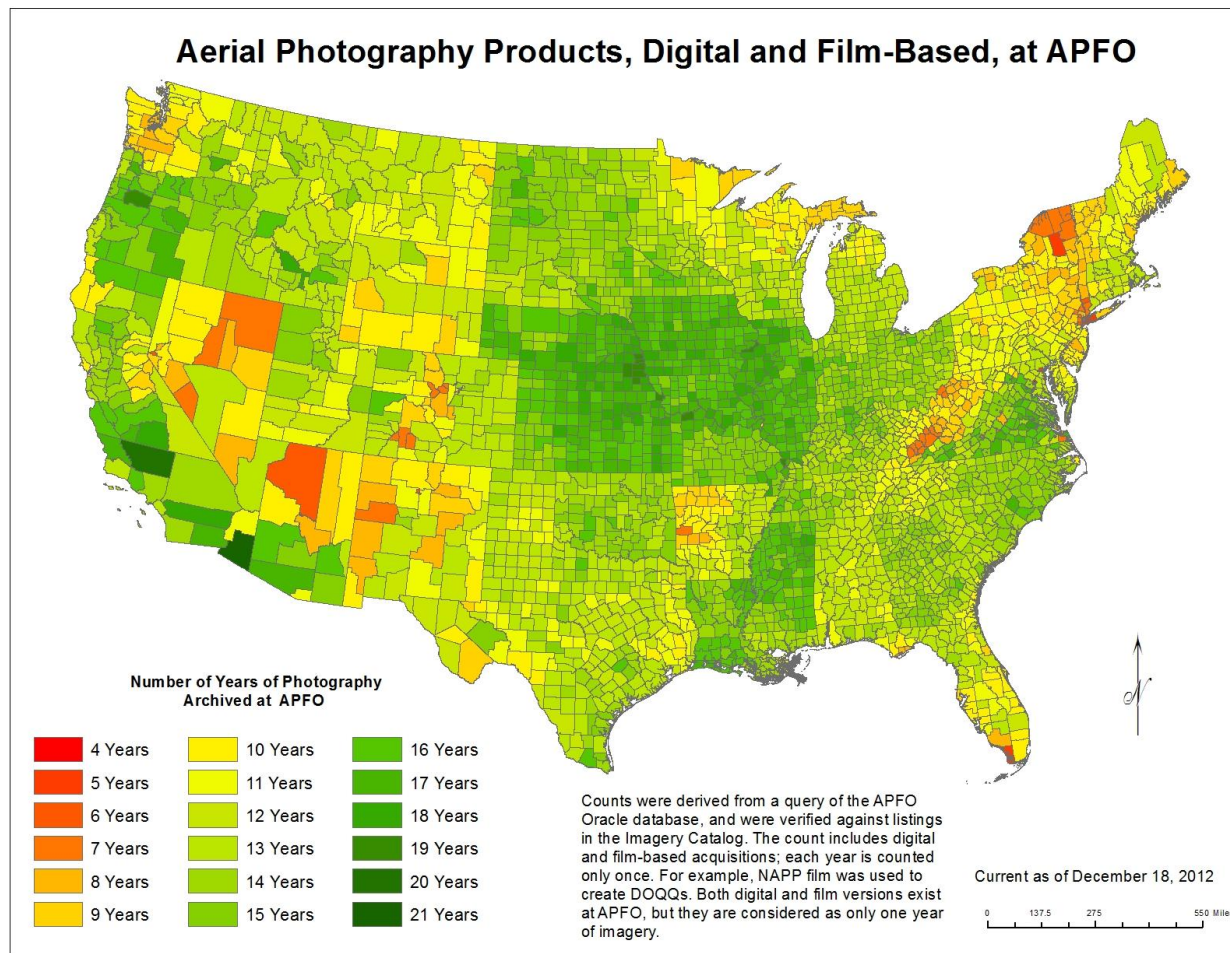 Aerial Photography Products, Digital and Film-Based, at APFO
Number of Years of Photography
Archived at APFO
4 Years
5 Years
6 Years
7 Years
8 Years
9 Years
10 Years
11 Years
12 Years
13 Years
14 Years
15 Years
16 Years
17 Years
18 Years
19 Years
20 Years
21 Years
Counts were derived from a query of the APFO
Oracle database, and were verified against listings
in the Imagery Catalog. The count includes digital
and film-based acquisitions; each year is counted
only once. For example, NAPP film was used to
create DOQQs. Both digital and film versions exist
at APFO, but they are considered as only one year
of imagery.
N
Current as of December 18, 2012
0 137.5 275 550 Miles